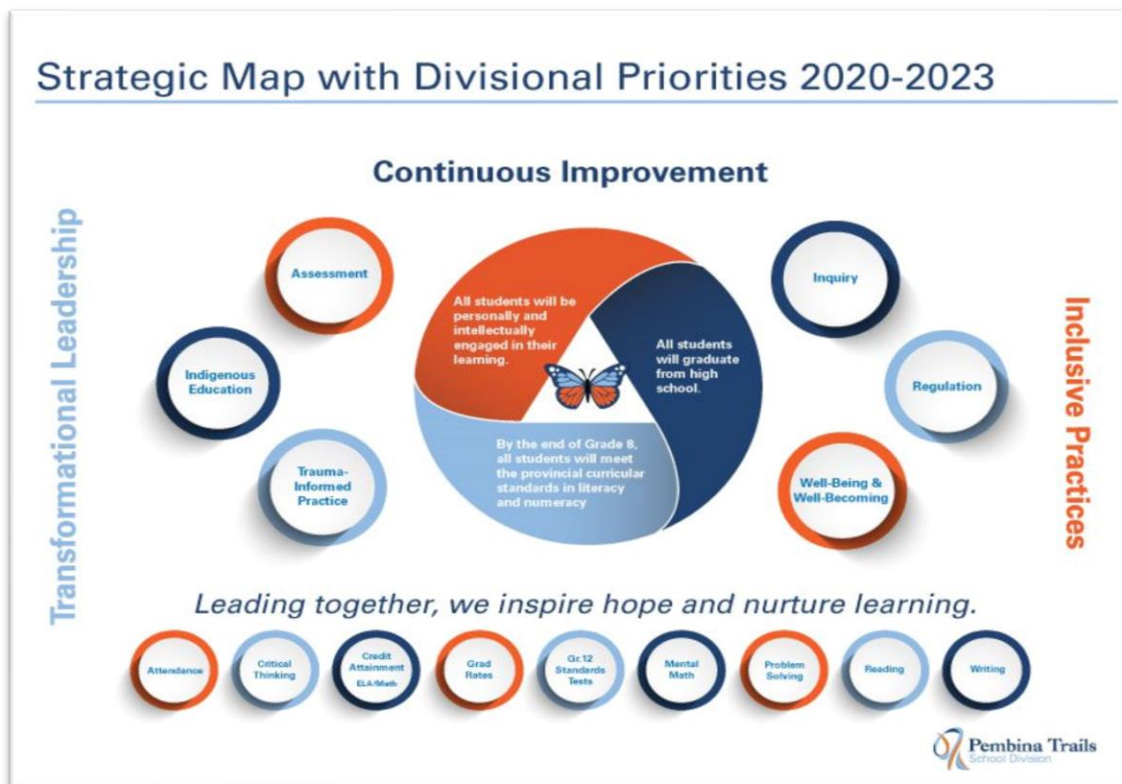 Strategic Map with Divisional Priorities 2020-2023
Continuous Improvement
Transformational Leadership
Assessment
Indigenous
Education
Trauma-
Informed
Practice
All students will be
personally and
intellectually
engaged in their
learning.
All students
will graduate
from high
school.
By the end of Grade 8,
all students will meet
the provincial curricular
standards in literacy
and numeracy
Inquiry
Regulation
Well-Being &
Well-Becoming
Inclusive Practices
Leading together, we inspire hope and nurture learning.
Attendance
Critical
Thinking
Credit
Attainment
ELA/Math
Grad
Rates
Gr.12
Standards
Tests
Mental
Math
Problem
Solving
Reading
Writing
Pembina Trails
School Division